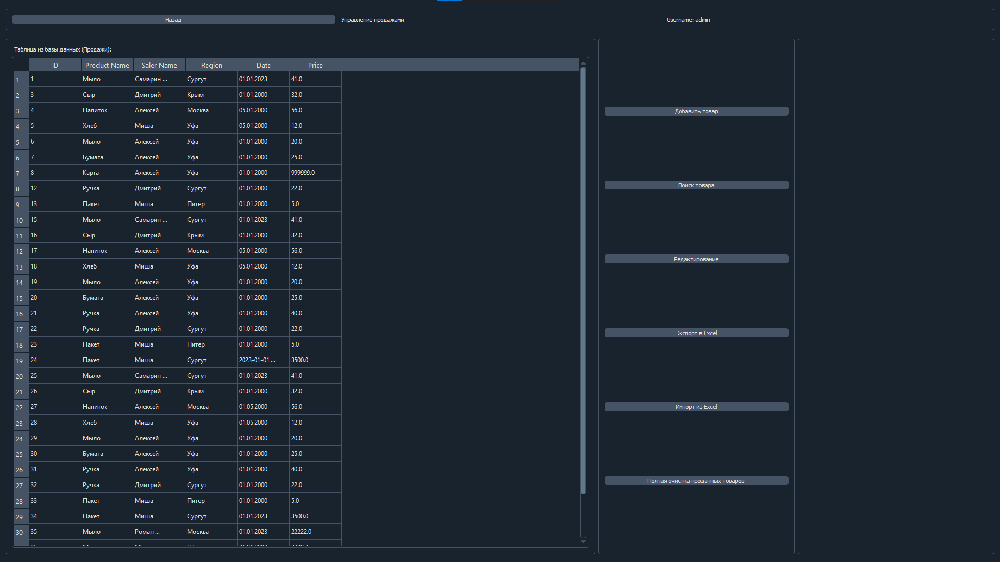 Назад Управление продажами Username: admin
Таблица из базы данных (Продажи):
ID Product Name Saler Name Region Date Price
1 1 Мыло Самарин ... Сургут 01.01.2023 41.0
2 3 Сыр Дмитрий Крым 01.01.2000 32.0
3 4 Напиток Алексей Москва 05.01.2000 56.0
4 5 Хлеб Миша Уфа 05.01.2000 12.0
5 6 Мыло Алексей Уфа 01.01.2000 20.0
6 7 Бумага Алексей Уфа 01.01.2000 25.0
7 8 Карта Алексей Уфа 01.01.2000 999999.0
8 12 Ручка Дмитрий Сургут 01.01.2000 22.0
9 13 Пакет Миша Питер 01.01.2000 5.0
10 15 Мыло Самарин ... Сургут 01.01.2023 41.0
11 16 Сыр Дмитрий Крым 01.01.2000 32.0
12 17 Напиток Алексей Москва 05.01.2000 56.0
13 18 Хлеб Миша Уфа 05.01.2000 12.0
14 19 Мыло Алексей Уфа 01.01.2000 20.0
15 20 Бумага Алексей Уфа 01.01.2000 25.0
16 21 Ручка Алексей Уфа 01.01.2000 40.0
17 22 Ручка Дмитрий Сургут 01.01.2000 22.0
18 23 Пакет Миша Питер 01.01.2000 5.0
19 24 Пакет Миша Сургут 2023-01-01 ... 3500.0
20 25 Мыло Самарин ... Сургут 01.01.2023 41.0
21 26 Сыр Дмитрий Крым 01.01.2000 32.0
22 27 Напиток Алексей Москва 01.05.2000 56.0
23 28 Хлеб Миша Уфа 01.05.2000 12.0
24 29 Мыло Алексей Уфа 01.01.2000 20.0
25 30 Бумага Алексей Уфа 01.01.2000 25.0
26 31 Ручка Алексей Уфа 01.01.2000 40.0
27 32 Ручка Дмитрий Сургут 01.01.2000 22.0
28 33 Пакет Миша Питер 01.01.2000 5.0
29 34 Пакет Миша Сургут 01.01.2023 3500.0
30 35 Мыло Роман ... Москва 01.01.2023 22222.0
Добавить товар
Поиск товара
Редактирование
Экспорт в Excel
Импорт из Excel
Полная очистка проданных товаров